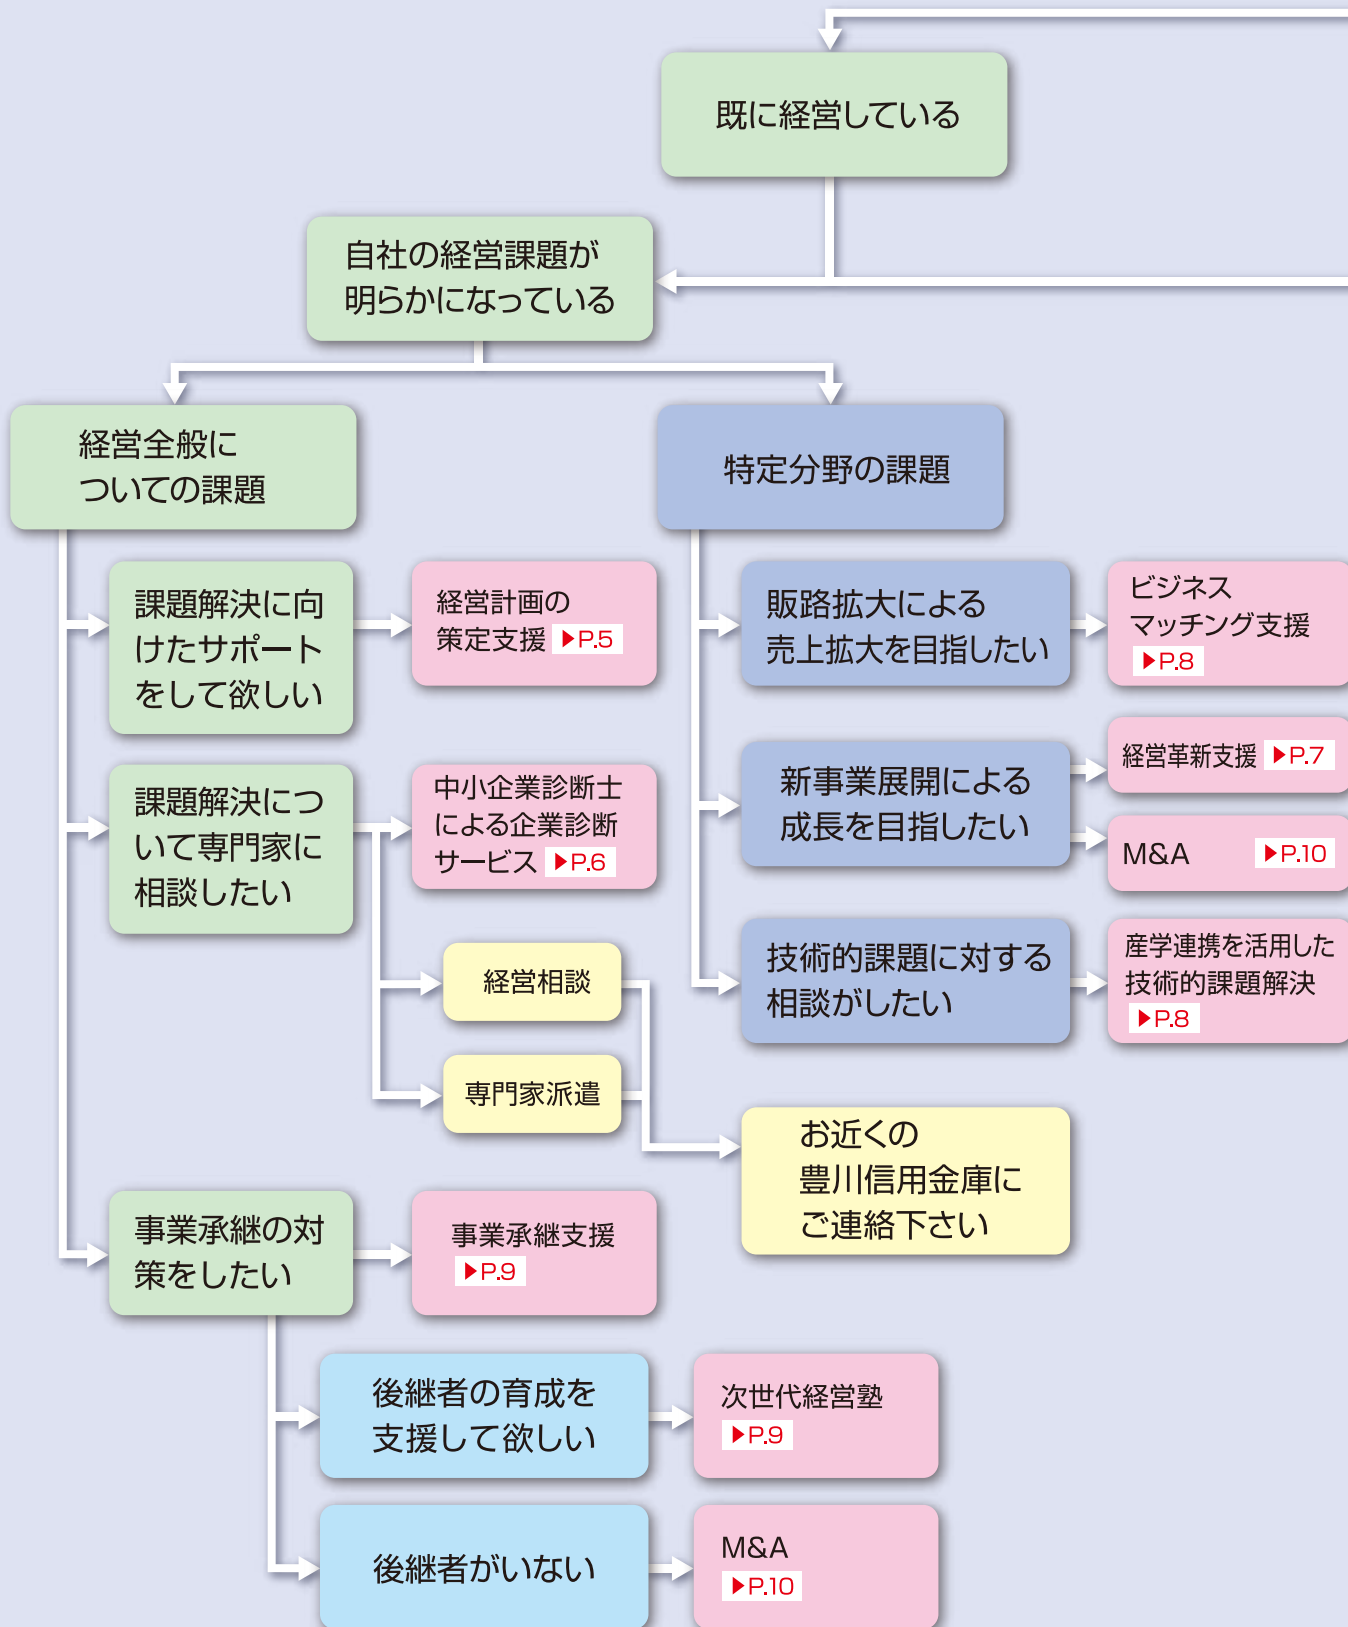 既に経営している
自社の経営課題が
明らかになっている
経営全般に
ついての課題
特定分野の課題
課題解決に向
けたサポート
をして欲しい
経営計画の
策定支援 ▶P.5
販路拡大による
売上拡大を目指したい
ビジネス
マッチング支援
▶P.8
課題解決につ
いて専門家に
相談したい
中小企業診断士
による企業診断
サービス ▶P.6
新事業展開による
成長を目指したい
経営革新支援 ▶P.7
M&A ▶P.10
経営相談
専門家派遣
技術的課題に対する
相談がしたい
産学連携を活用した
技術的課題解決
▶P.8
お近くの
豊川信用金庫に
ご連絡下さい
事業承継の対
策をしたい
事業承継支援
▶P.9
後継者の育成を
支援して欲しい
次世代経営塾
▶P.9
後継者がいない
M&A
▶P.10